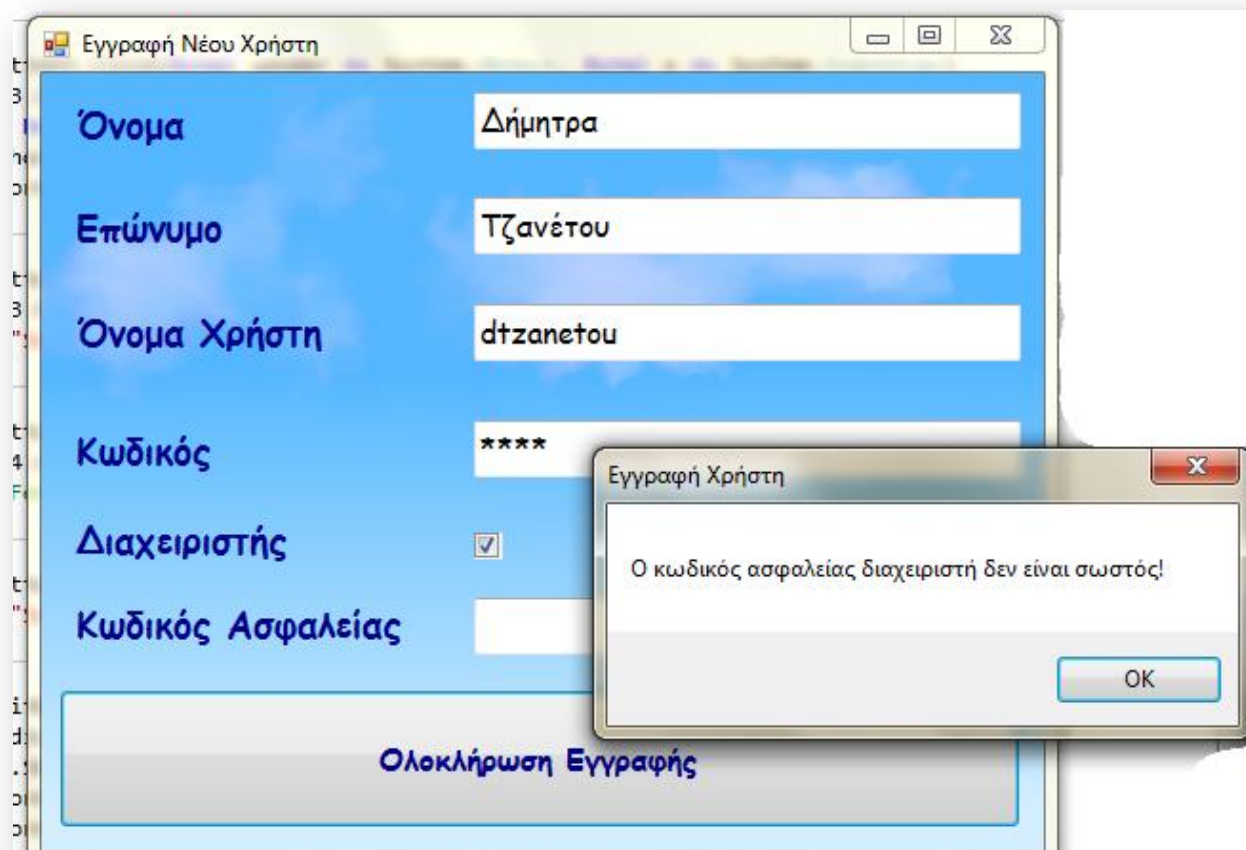 Εγγραφή Νέου Χρήστη
Όνομα
Δήμητρα
Επώνυμο
Τζανέτου
Όνομα Χρήστη
dtzanetou
Κωδικός
****
Διαχειριστής
Κωδικός Ασφαλείας
Εγγραφή Χρήστη
Ο κωδικός ασφαλείας διαχειριστή δεν είναι σωστός!
OK
Ολοκλήρωση Εγγραφής